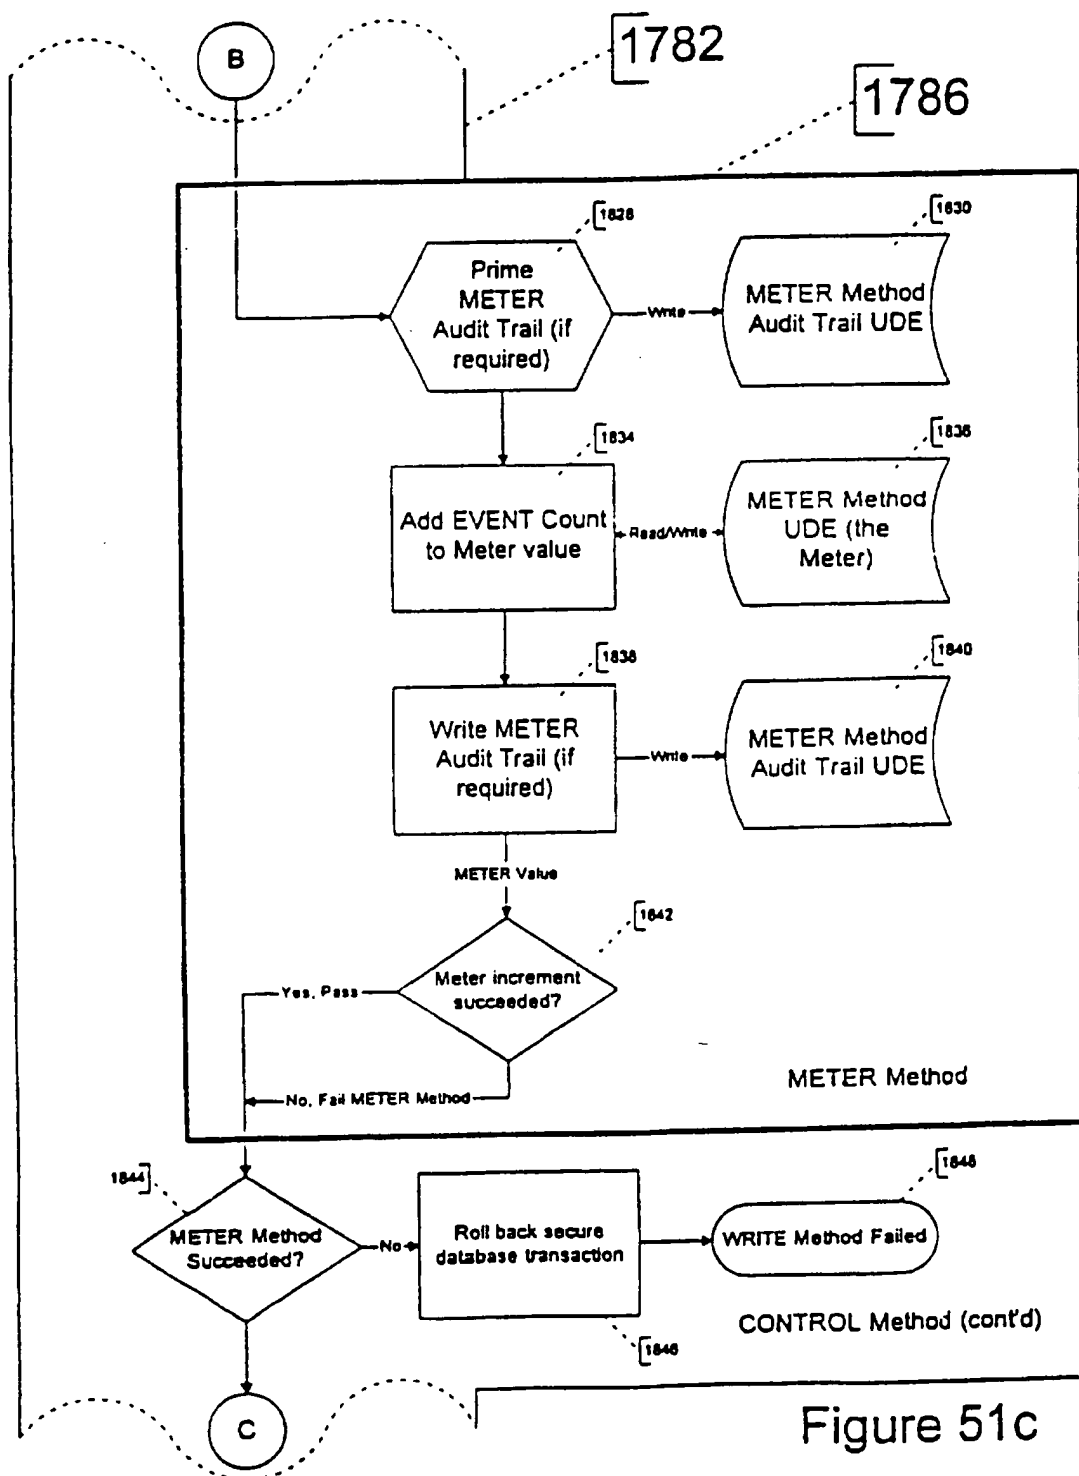 B
1782
1786
1828
1830
Prime
METER
Audit Trail (if
required)
Write
METER Method
Audit Trail UDE
1834
1836
Add EVENT Count
to Meter value
Read/Write
METER Method
UDE (the
Meter)
1838
1840
Write METER
Audit Trail (if
required)
Write
METER Method
Audit Trail UDE
METER Value
1842
Meter increment
succeeded?
Yes, Pass
No, Fail METER Method
METER Method
1844
METER Method
Succeeded?
No
Roll back secure
database transaction
1848
WRITE Method Failed
1846
CONTROL Method (cont'd)
C
Figure 51c